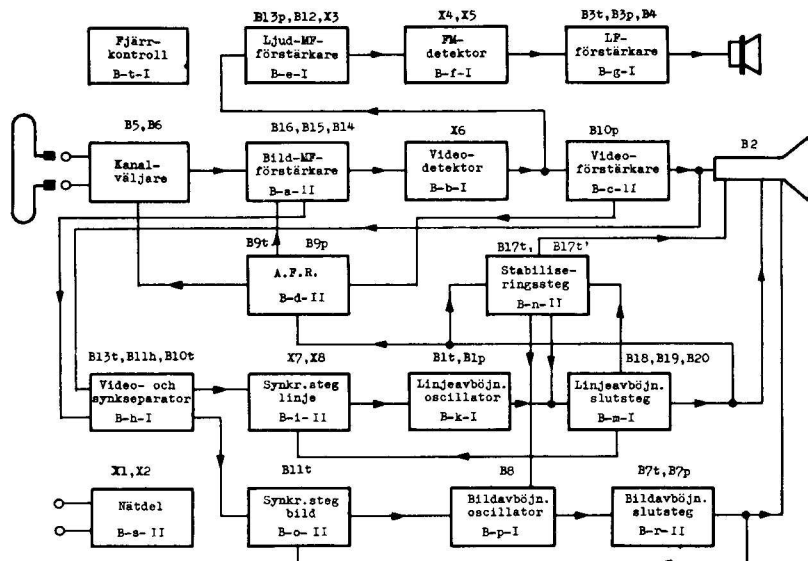 B13p, B12, X3
X4, X5
B3t, B3p, B4
Fjärr-
kontroll
B-t-I
Ljud-MF-
förstärkare
B-e-I
FM-
detektor
B-f-I
LF-
förstärkare
B-g-I
B5, B6
B16, B15, B14
X6
B10p
B2
Kanal-
väljare
Bild-MF-
förstärkare
B-a-II
Video-
detektor
B-b-I
Video-
förstärkare
B-c-II
B9t
B9p
B17t,
B17t'
A.F.R.
B-d-II
Stabilise-
ringssteg
B-n-II
B13t, B11h, B10t
X7, X8
B1t, B1p
B18, B19, B20
Video- och
synkseparator
B-h-I
Synkr.steg
linje
B-i-II
Linjeavböjn.
oscillator
B-k-I
Linjeavböjn.
slutsteg
B-m-I
X1, X2
B11t
B8
B7t, B7p
Nätdel
B-s-II
Synkr.steg
bild
B-o-II
Bildavböjn.
oscillator
B-p-I
Bildavböjn.
slutsteg
B-r-II